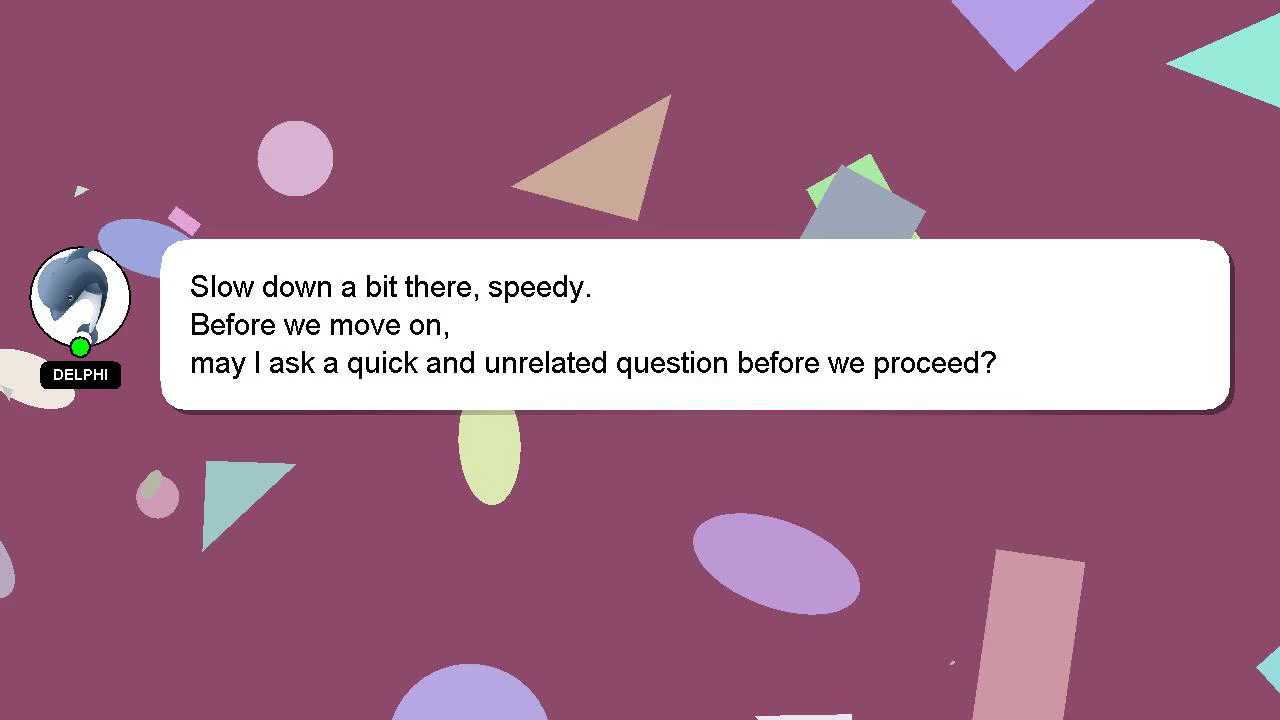 Slow down a bit there, speedy.
Before we move on,
may I ask a quick and unrelated question before we proceed?
DELPHI